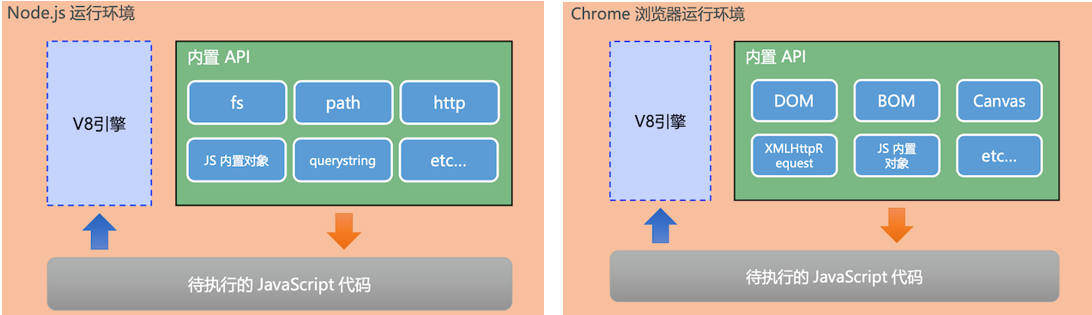 Node.js 运行环境
V8引擎
内置 API
fs
path
http
JS 内置对象
querystring
etc...
待执行的 JavaScript 代码
Chrome 浏览器运行环境
V8引擎
内置 API
DOM
BOM
Canvas
XMLHttpR
equest
JS 内置
对象
etc...
待执行的 JavaScript 代码